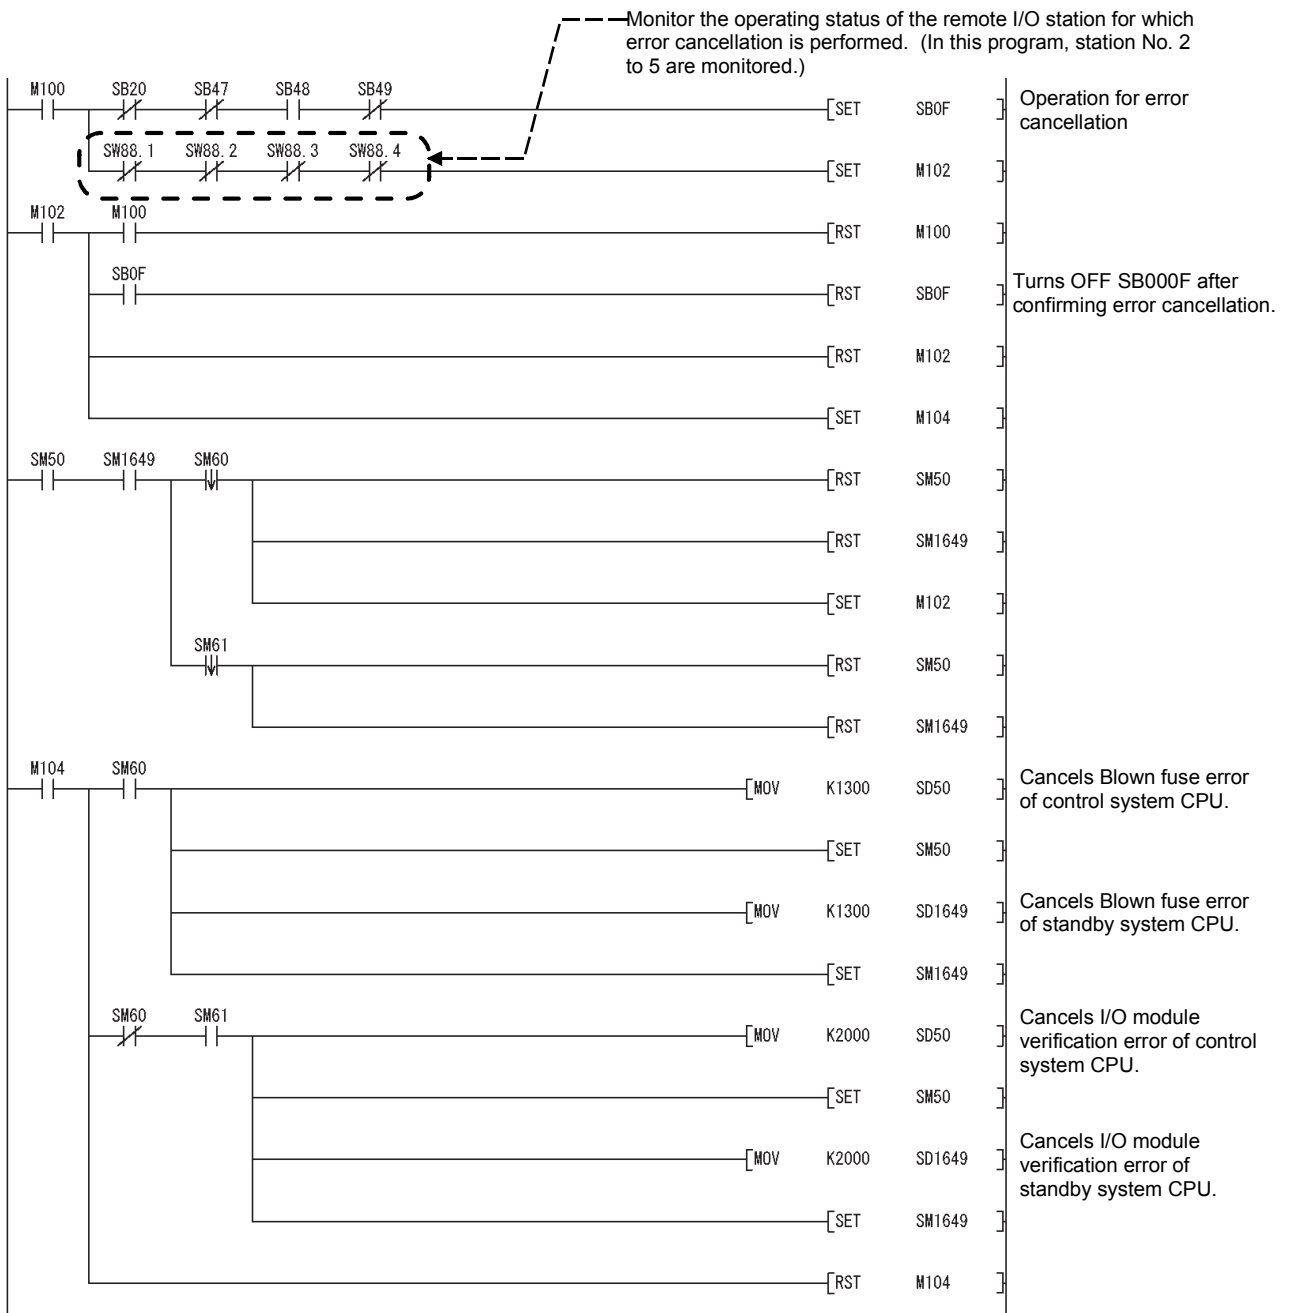 Monitor the operating status of the remote I/O station for which
error cancellation is performed. (In this program, station No. 2
to 5 are monitored.)
M100 SB20 SB47 SB48 SB49
[SET SB0F ]
Operation for error
cancellation
SW88.1 SW88.2 SW88.3 SW88.4
[SET M102 ]
M102 M100
[RST M100 ]
SB0F
[RST SB0F ]
Turns OFF SB000F after
confirming error cancellation.
[RST M102 ]
[SET M104 ]
SM50 SM1649 SM60
[RST SM50 ]
[RST SM1649 ]
[SET M102 ]
SM61
[RST SM50 ]
[RST SM1649 ]
M104 SM60
[MOV K1300 SD50 ]
Cancels Blown fuse error
of control system CPU.
[SET SM50 ]
[MOV K1300 SD1649 ]
Cancels Blown fuse error
of standby system CPU.
[SET SM1649 ]
SM60 SM61
[MOV K2000 SD50 ]
Cancels I/O module
verification error of control
system CPU.
[SET SM50 ]
[MOV K2000 SD1649 ]
Cancels I/O module
verification error of
standby system CPU.
[SET SM1649 ]
[RST M104 ]